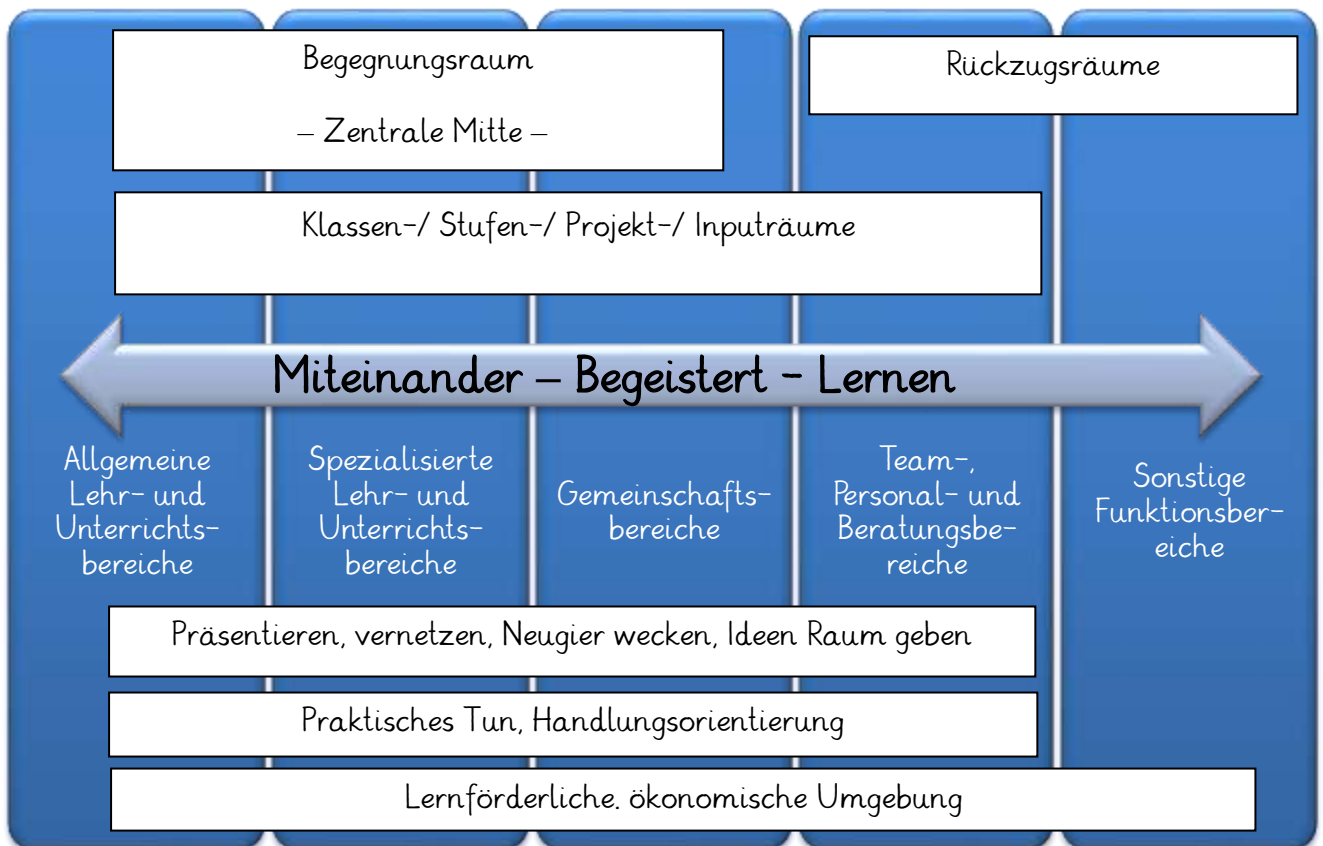 Begegnungsraum
– Zentrale Mitte –
Rückzugsräume
Klassen-/ Stufen-/ Projekt-/ Inputräume
Miteinander – Begeistert - Lernen
Allgemeine
Lehr- und
Unterrichts-
bereiche
Spezialisierte
Lehr- und
Unterrichts-
bereiche
Gemeinschafts-
bereiche
Team-,
Personal- und
Beratungsbe-
reiche
Sonstige
Funktionsber-
eiche
Präsentieren, vernetzen, Neugier wecken, Ideen Raum geben
Praktisches Tun, Handlungsorientierung
Lernförderliche. ökonomische Umgebung